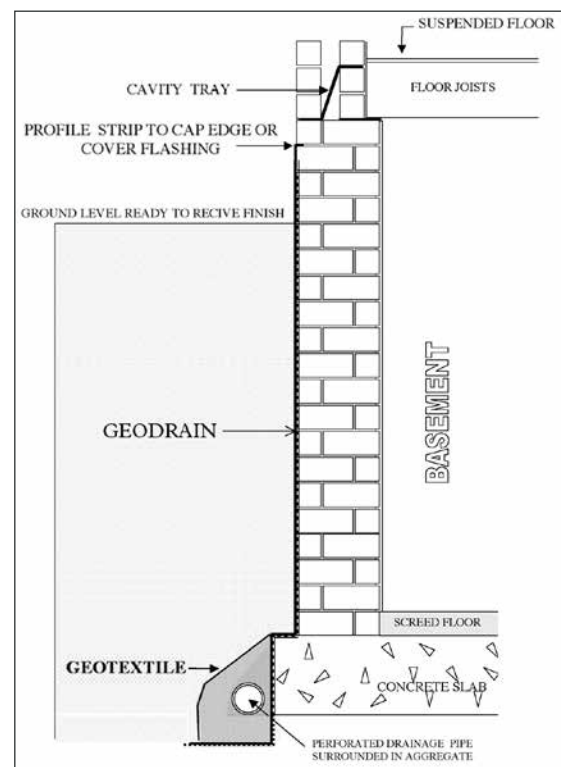 SUSPENDED FLOOR
CAVITY TRAY
FLOOR JOISTS
PROFILE STRIP TO CAP EDGE OR
COVER FLASHING
GROUND LEVEL READY TO RECIVE FINISH
GEODRAIN
BASEMENT
SCREED FLOOR
GEOTEXTILE
CONCRETE SLAB
PERFORATED DRAINAGE PIPE
SURROUNDED IN AGGREGATE